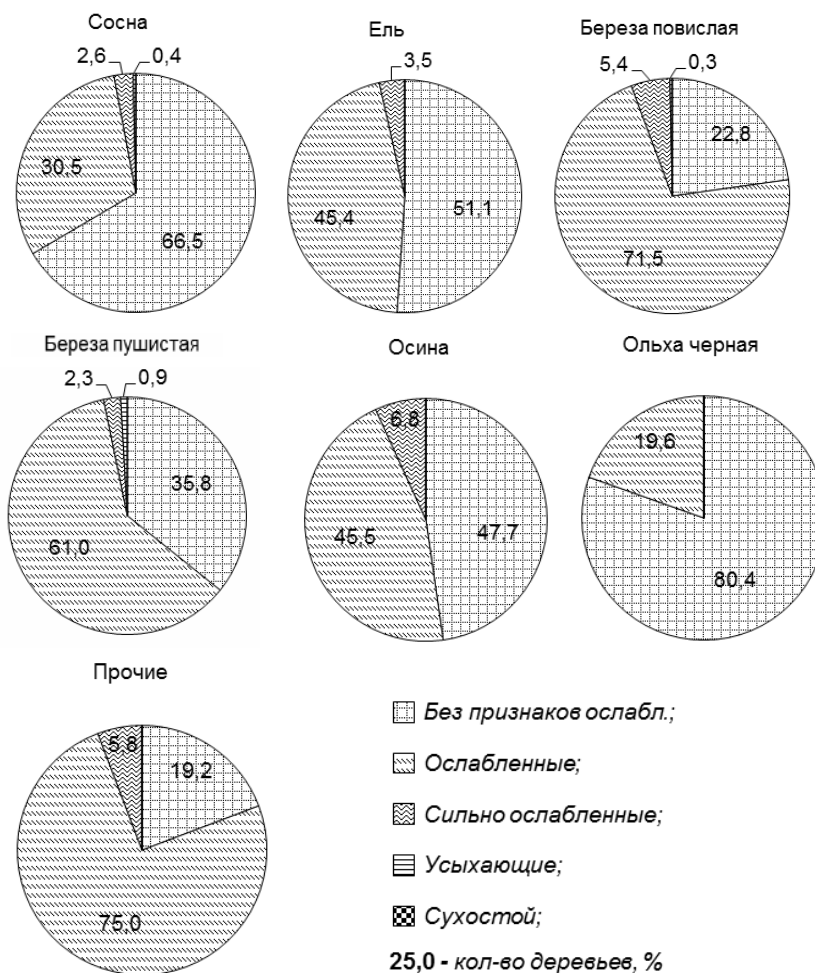 Сосна
2,6
0,4
30,5
66,5
Ель
3,5
45,4
51,1
Береза повислая
5,4
0,3
22,8
71,5
Береза пушистая
2,3
0,9
35,8
61,0
Осина
6,8
45,5
47,7
Ольха черная
19,6
80,4
Прочие
5,8
19,2
75,0
Без признаков ослабл.;
Ослабленные;
Сильно ослабленные;
Усыхающие;
Сухостой;
25,0 - кол-во деревьев, %